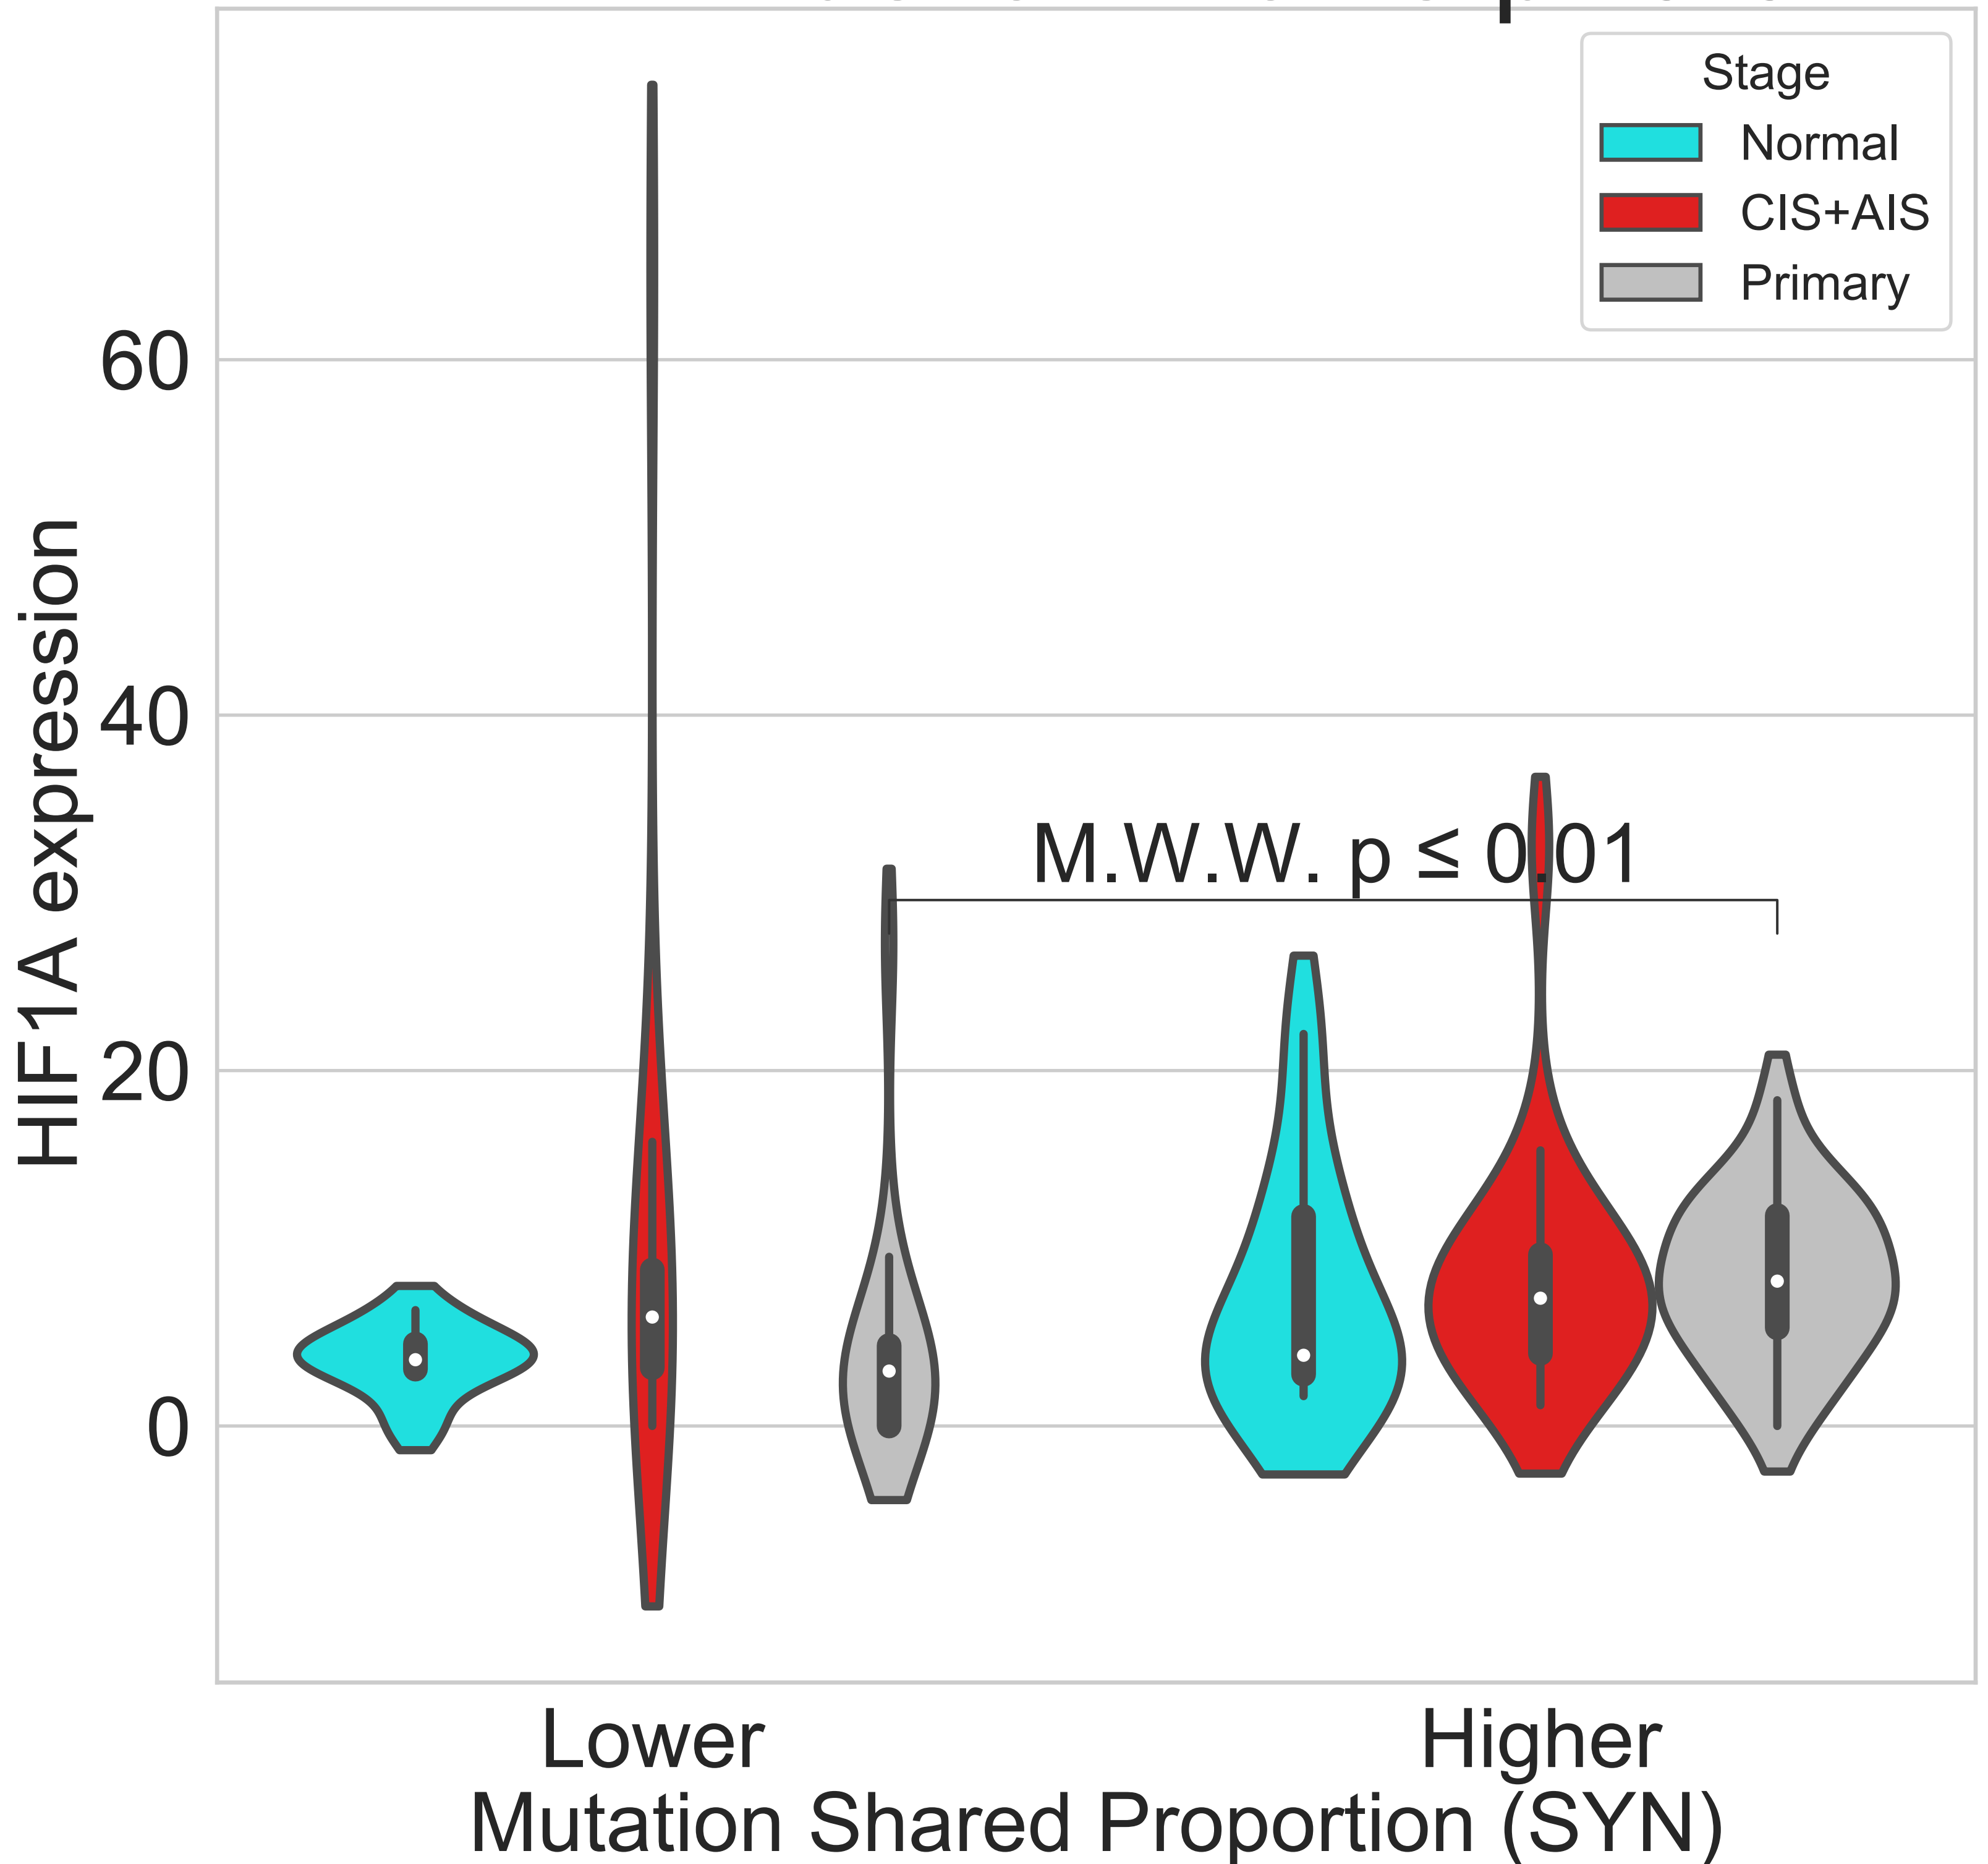 Stage
Normal
CIS+AIS
Primary
60
40
20
0
HIF1A expression
M.W.W. p ≤ 0.01
Lower
Higher
Mutation Shared Proportion (SYN)